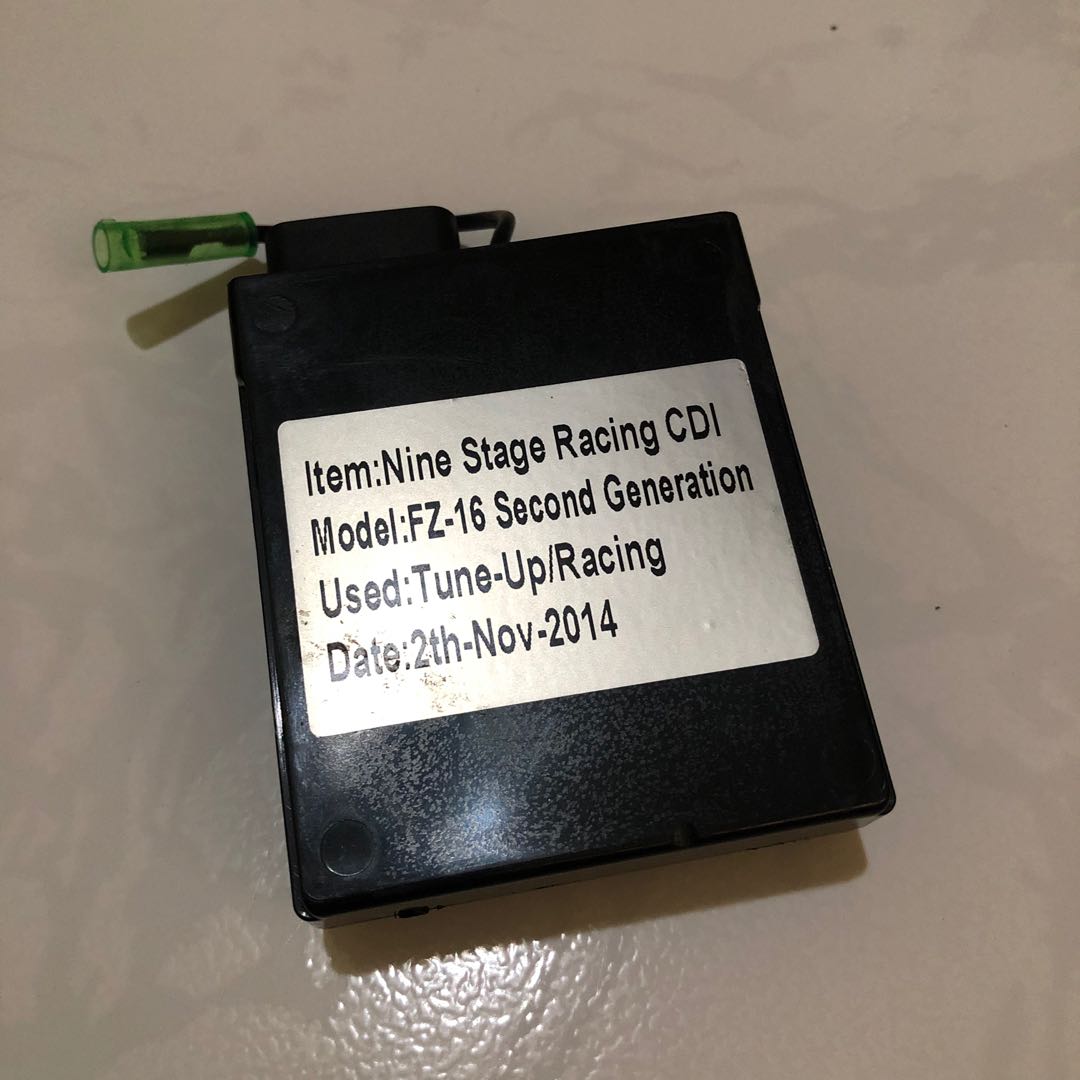 Item:Nine Stage Racing CDI
Model:FZ-16 Second Generation
Used:Tune-Up/Racing
Date:2th-Nov-2014